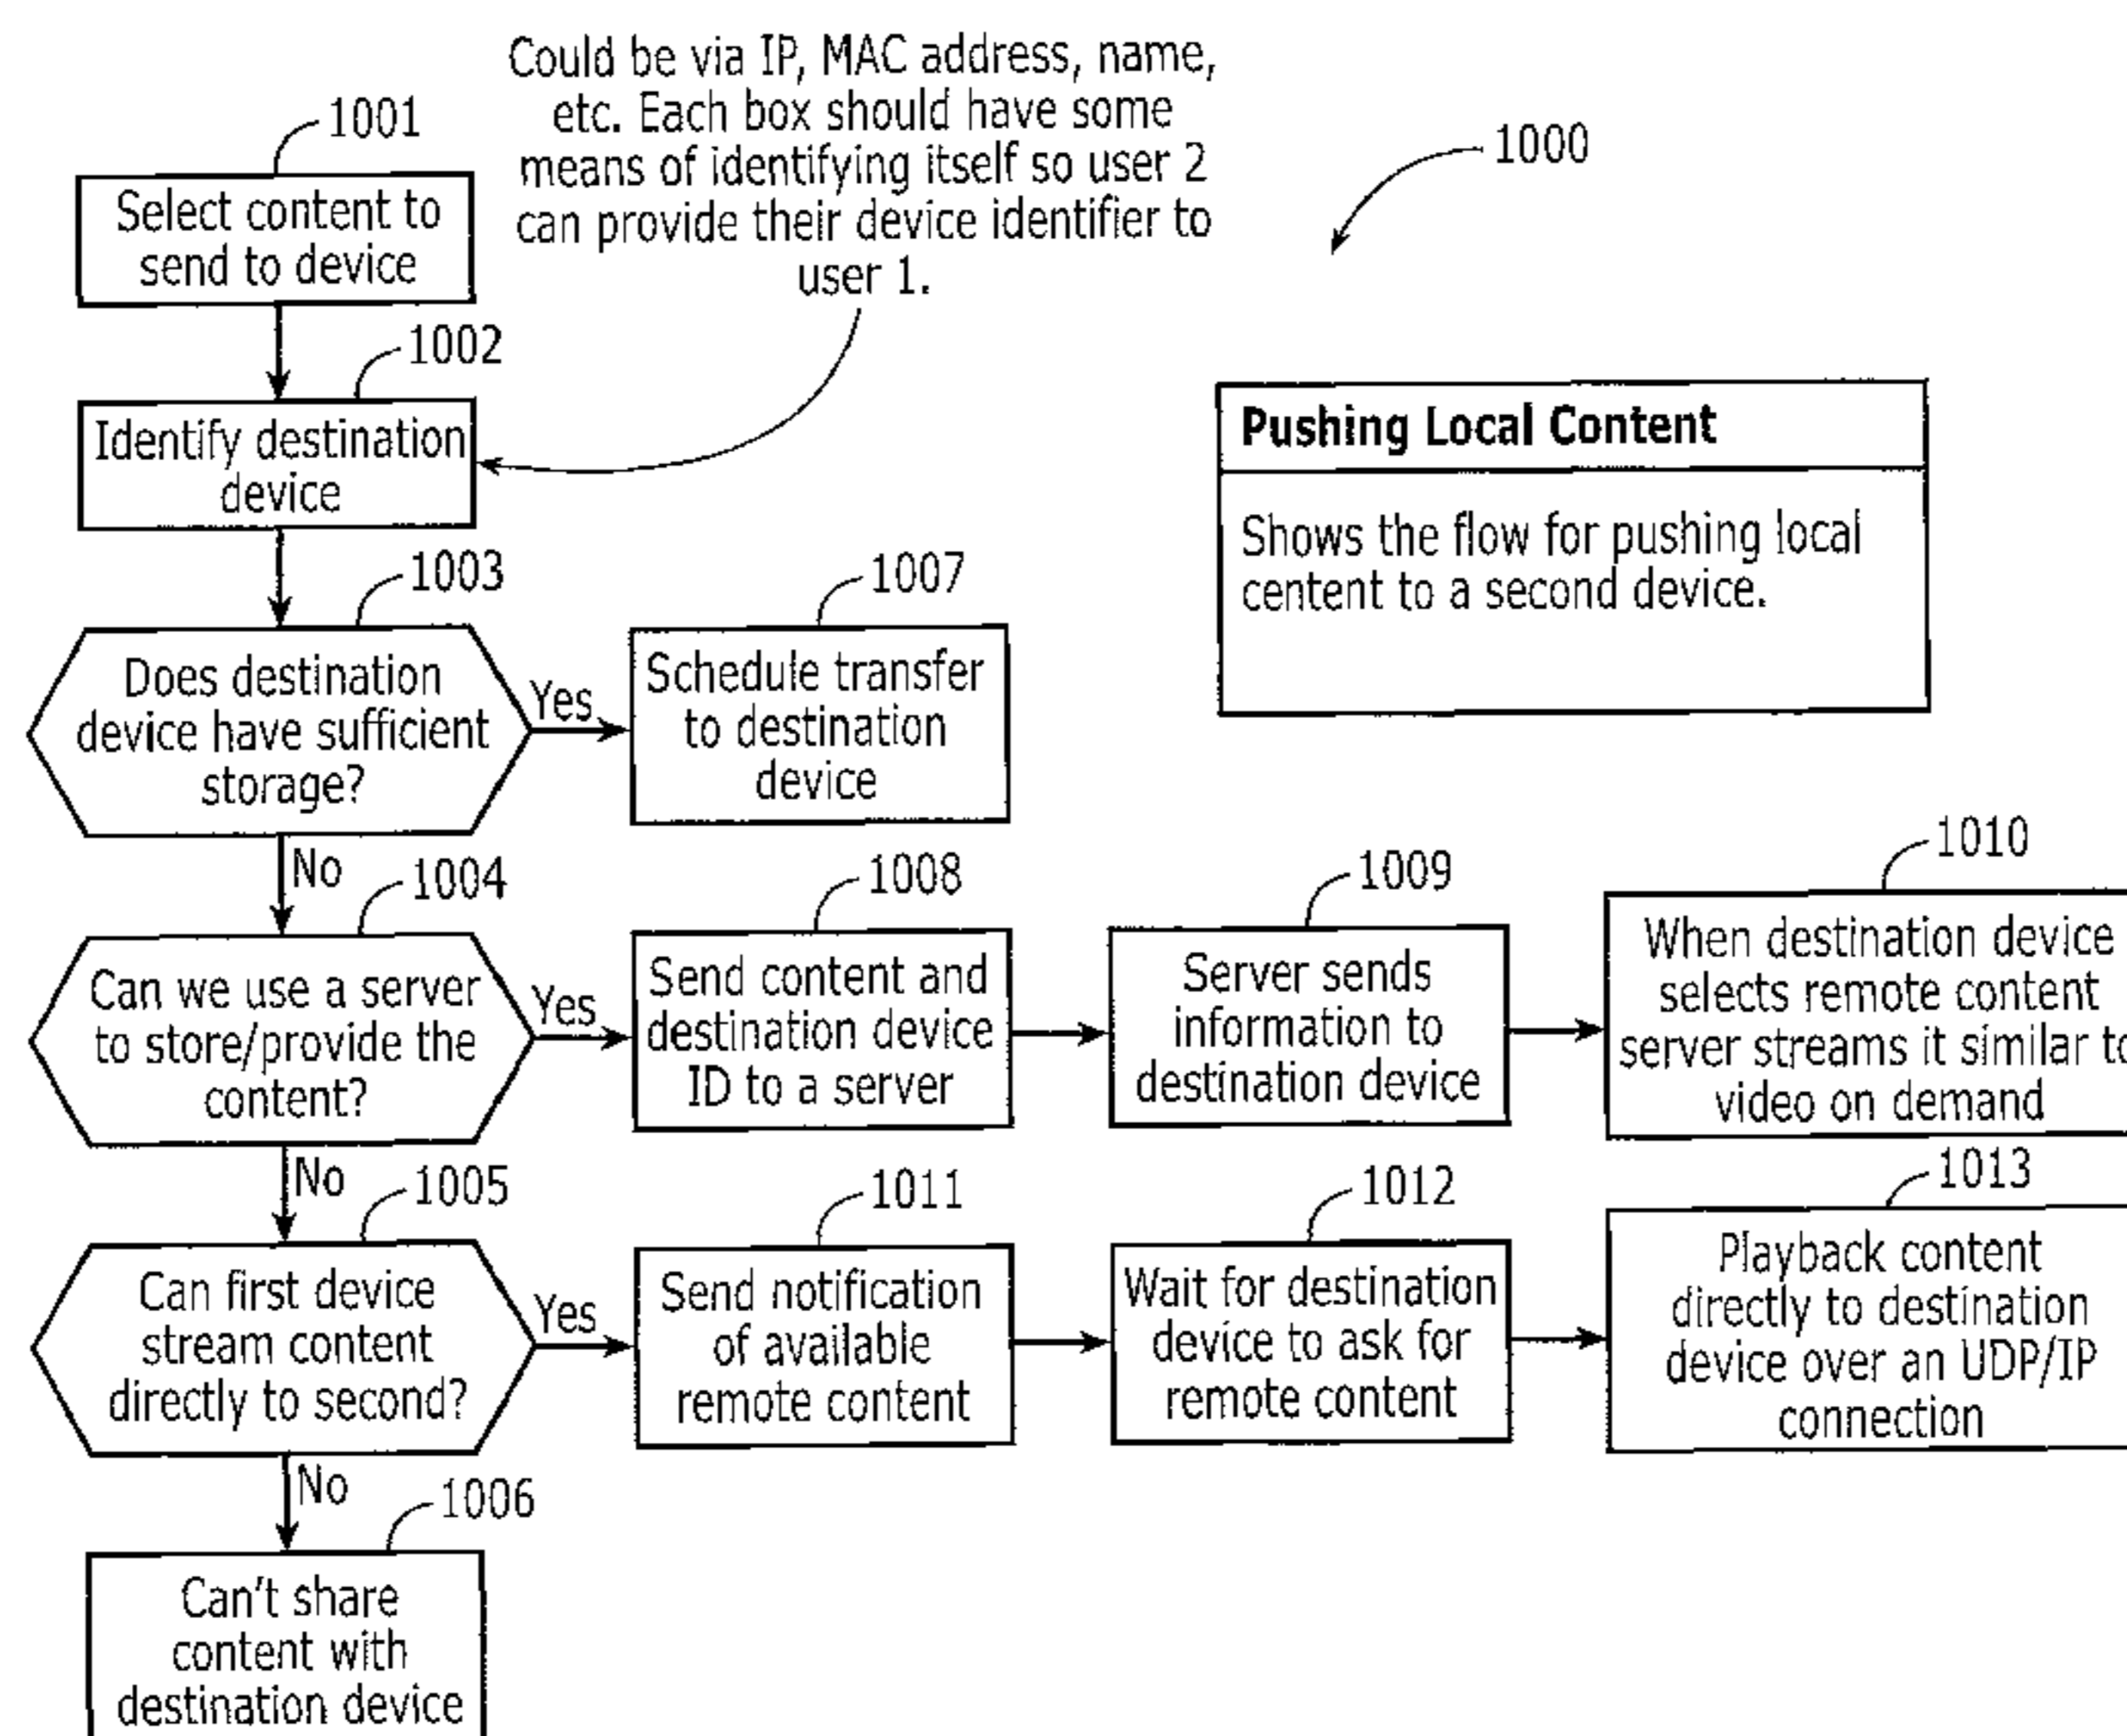 Could be via IP, MAC address, name,
etc. Each box should have some
means of identifying itself so user 2
can provide their device identifier to
user 1.
1000
1001
Select content to
send to device
1002
Identify destination
device
Pushing Local Content
Shows the flow for pushing local
centent to a second device.
1003
Does destination
device have sufficient
storage?
Yes
1007
Schedule transfer
to destination
device
No
1004
Can we use a server
to store/provide the
content?
Yes
1008
Send content and
destination device
ID to a server
1009
Server sends
information to
destination device
1010
When destination device
selects remote content
server streams it similar to
video on demand
No
1005
Can first device
stream content
directly to second?
Yes
1011
Send notification
of available
remote content
1012
Wait for destination
device to ask for
remote content
1013
Playback content
directly to destination
device over an UDP/IP
connection
No
1006
Can't share
content with
destination device